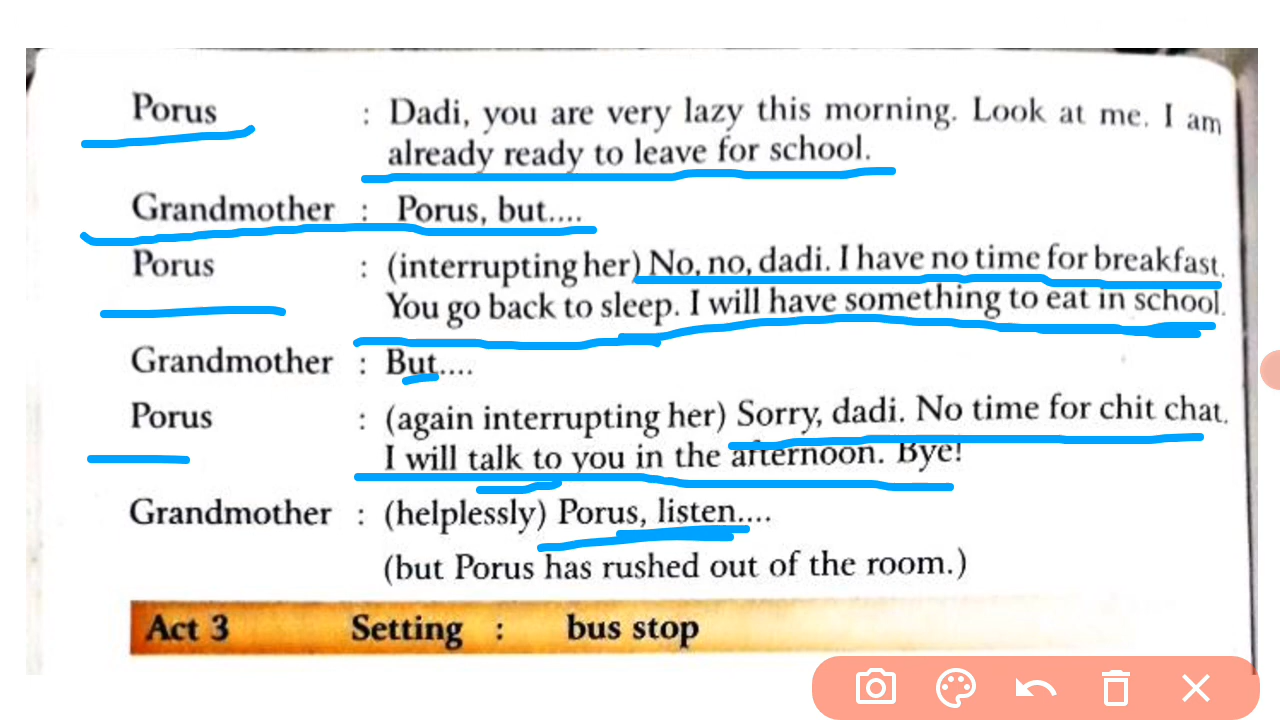 Porus : Dadi, you are very lazy this morning. Look at me. I am
already ready to leave for school.
Grandmother : Porus, but....
Porus : (interrupting her) No, no, dadi. I have no time for breakfast.
You go back to sleep. I will have something to eat in school.
Grandmother : But....
Porus : (again interrupting her) Sorry, dadi. No time for chit chat.
I will talk to you in the afternoon. Bye!
Grandmother : (helplessly) Porus, listen....
(but Porus has rushed out of the room.)
Act 3 Setting : bus stop